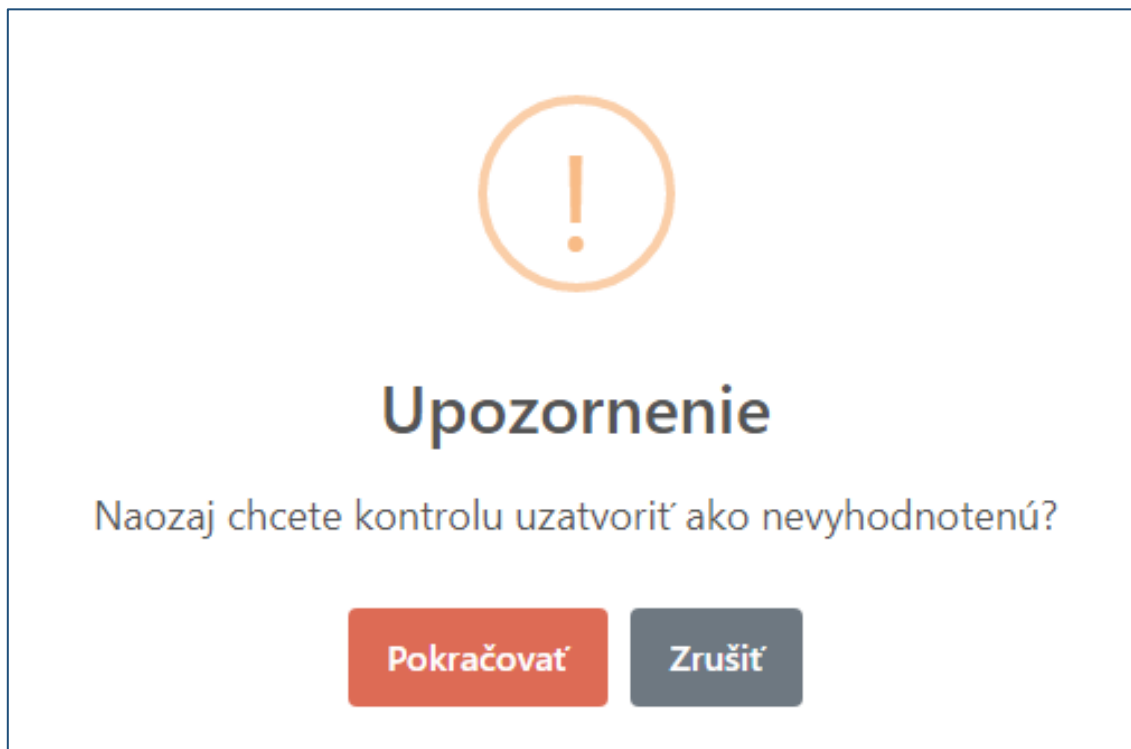 !
Upozornenie
Naozaj chcete kontrolu uzatvoriť ako nevyhodnotenú?
Pokračovať Zrušiť